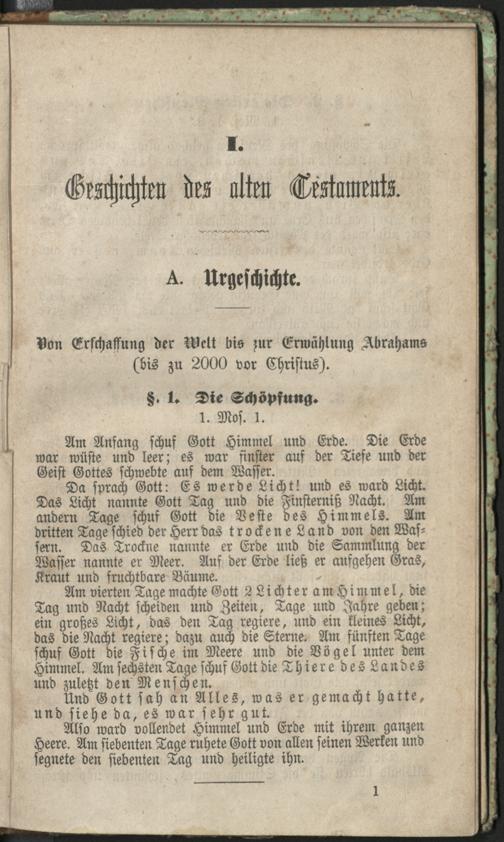 I.
Geschichten des alten Testaments.
A. Urgeschichte.
Von Erschaffung der Welt bis zur Erwählung Abrahams
(bis zu 2000 vor Christus).
§. 1. Die Schöpfung.
1. Mos. 1.
Am Anfang schuf Gott Himmel und Erde. Die Erde
war wüste und leer; es war finster auf der Tiefe und der
Geist Gottes schwebte auf dem Wasser.
Da sprach Gott: Es werde Licht! und es ward Licht.
Das Licht nannte Gott Tag und die Finsterniß Nacht. Am
andern Tage schuf Gott die Veste des Himmels. Am
dritten Tage schied der Herr das trockene Land von den Was-
sern. Das Trockne nannte er Erde und die Sammlung der
Wasser nannte er Meer. Auf der Erde ließ er aufgehen Gras,
Kraut und fruchtbare Bäume.
Am vierten Tage machte Gott 2 Lichter am Himmel, die
Tag und Nacht scheiden und Zeiten, Tage und Jahre geben;
ein großes Licht, das den Tag regiere, und ein kleines Licht,
das die Nacht regiere; dazu auch die Sterne. Am fünften Tage
schuf Gott die Fische im Meere und die Vögel unter dem
Himmel. Am sechsten Tage schuf Gott die Thiere des Landes
und zuletzt den Menschen.
Und Gott sah an Alles, was er gemacht hatte,
und siehe da, es war sehr gut.
Also ward vollendet Himmel und Erde mit ihrem ganzen
Heere. Am siebenten Tage ruhete Gott von allen seinen Werken und
segnete den siebenten Tag und heiligte ihn.
1